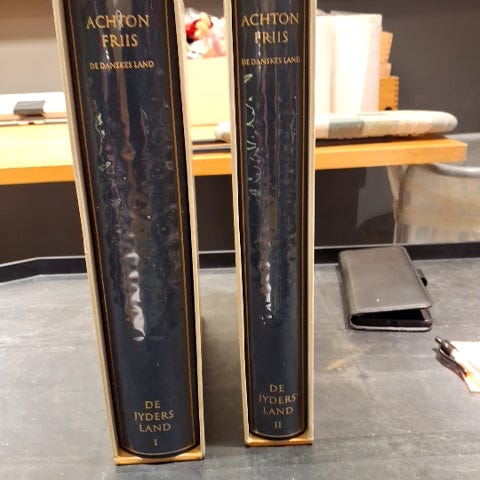 ACHTON
FRIIS
DE DANSKES LAND
DE
JYDERS
LAND
I
ACHTON
FRIIS
DE DANSKES LAND
DE
JYDERS'
LAND
II